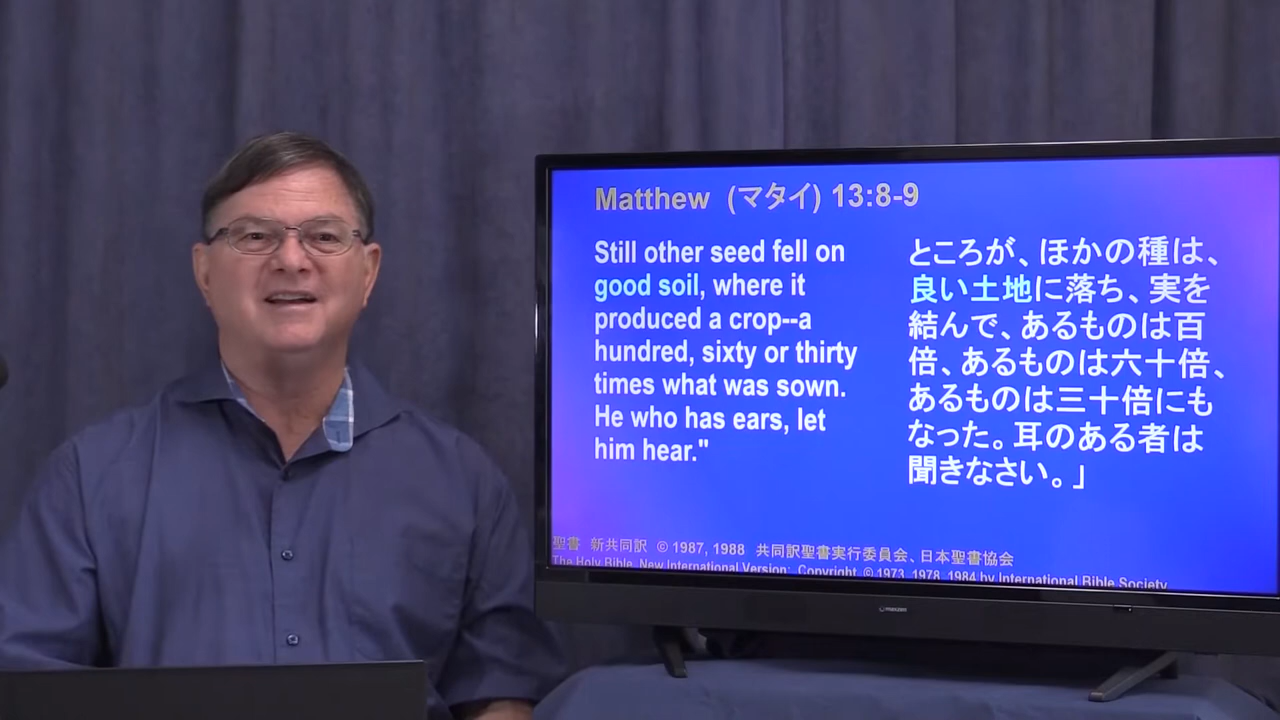 Matthew (マタイ) 13:8-9
Still other seed fell on
good soil, where it
produced a crop--a
hundred, sixty or thirty
times what was sown.
He who has ears, let
him hear."
ところが、ほかの種は、
良い土地に落ち、実を
結んで、あるものは百
倍、あるものは六十倍、
あるものは三十倍にも
なった。耳のある者は
聞きなさい。」
聖書 新共同訳 © 1987, 1988 共同訳聖書実行委員会、日本聖書協会
The Holy Bible, New International Version: Copyright © 1973, 1978, 1984 by International Bible Society
maxzen